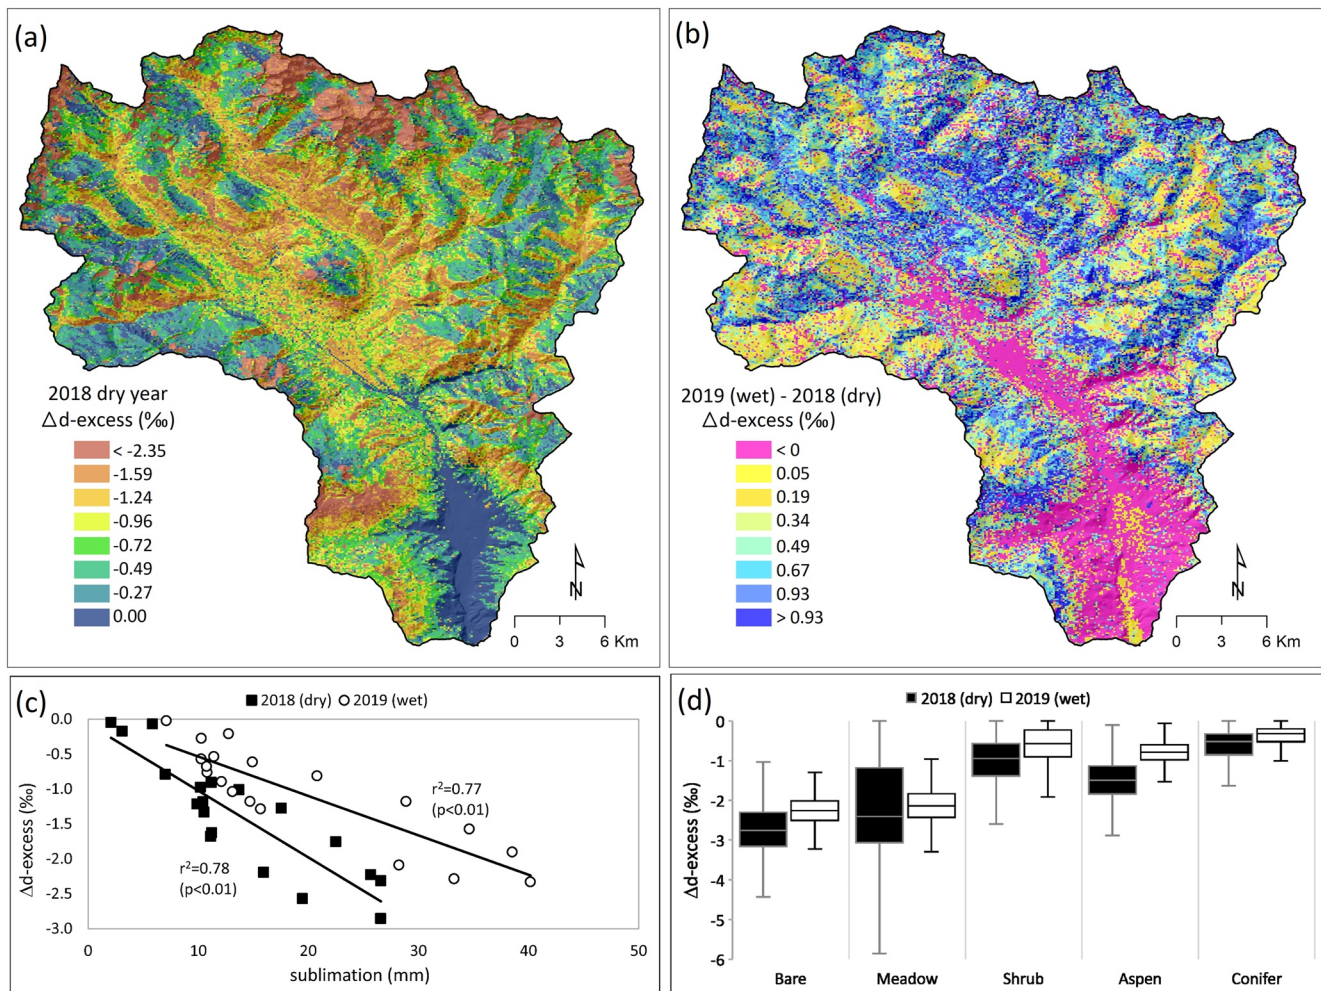 (a)
2018 dry year
△d-excess (‰)
< -2.35
-1.59
-1.24
-0.96
-0.72
-0.49
-0.27
0.00
N
0 3 6 Km
(b)
2019 (wet) - 2018 (dry)
△d-excess (‰)
< 0
0.05
0.19
0.34
0.49
0.67
0.93
> 0.93
N
0 3 6 Km
(c)
2018 (dry) 2019 (wet)
0.0
-0.5
-1.0
-1.5
-2.0
-2.5
-3.0
Δd-excess (‰)
r²=0.77
(p<0.01)
r²=0.78
(p<0.01)
0 10 20 30 40 50
sublimation (mm)
(d)
2018 (dry) 2019 (wet)
0
-1
-2
-3
-4
-5
-6
Δd-excess (‰)
Bare Meadow Shrub Aspen Conifer